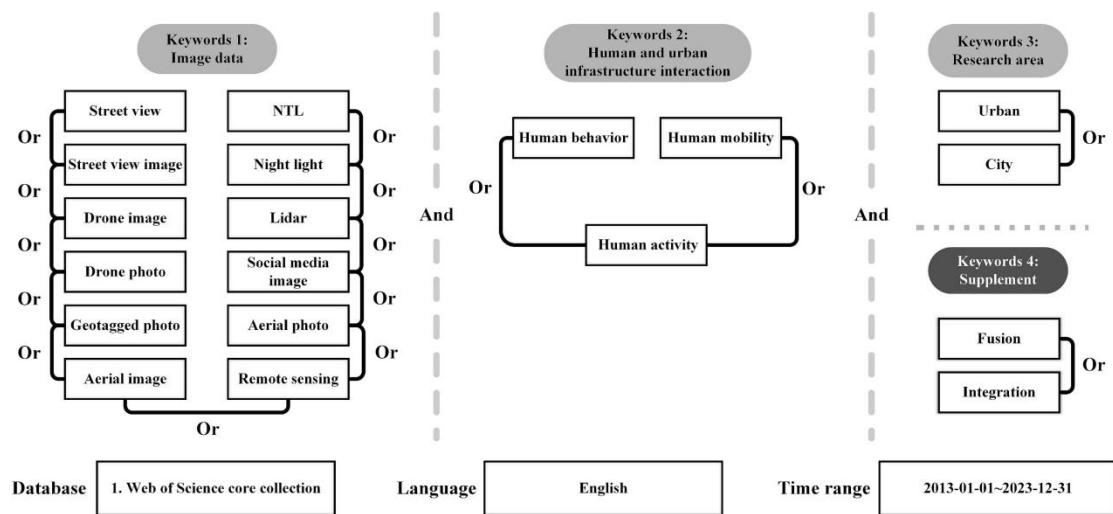 Keywords 1:
Image data
Street view
NTL
Or
Or
Street view image
Night light
Or
Or
Drone image
Lidar
Or
Or
Drone photo
Social media
image
Or
Or
Geotagged photo
Aerial photo
Or
Or
Aerial image
Remote sensing
Or
And
Keywords 2:
Human and urban
infrastructure interaction
Human behavior
Human mobility
Or
Or
Human activity
And
Keywords 3:
Research area
Urban
Or
City
Keywords 4:
Supplement
Fusion
Or
Integration
Database
1. Web of Science core collection
Language
English
Time range
2013-01-01~2023-12-31